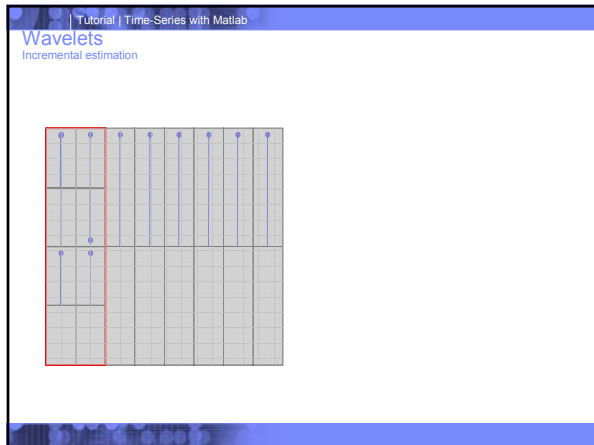 Tutorial | Time-Series with Matlab
Wavelets
Incremental estimation